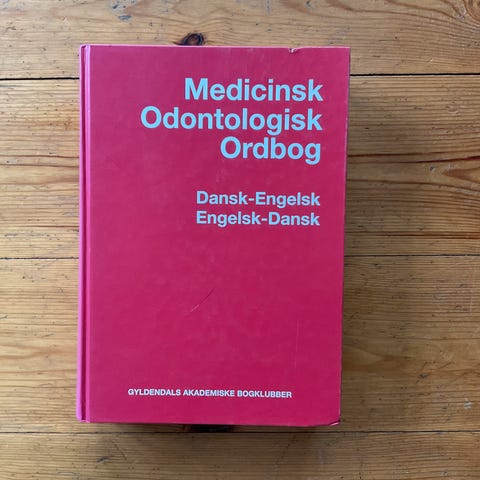 Medicinsk
Odontologisk
Ordbog
Dansk-Engelsk
Engelsk-Dansk
GYLDENDALS AKADEMISKE BOGKLUBBER